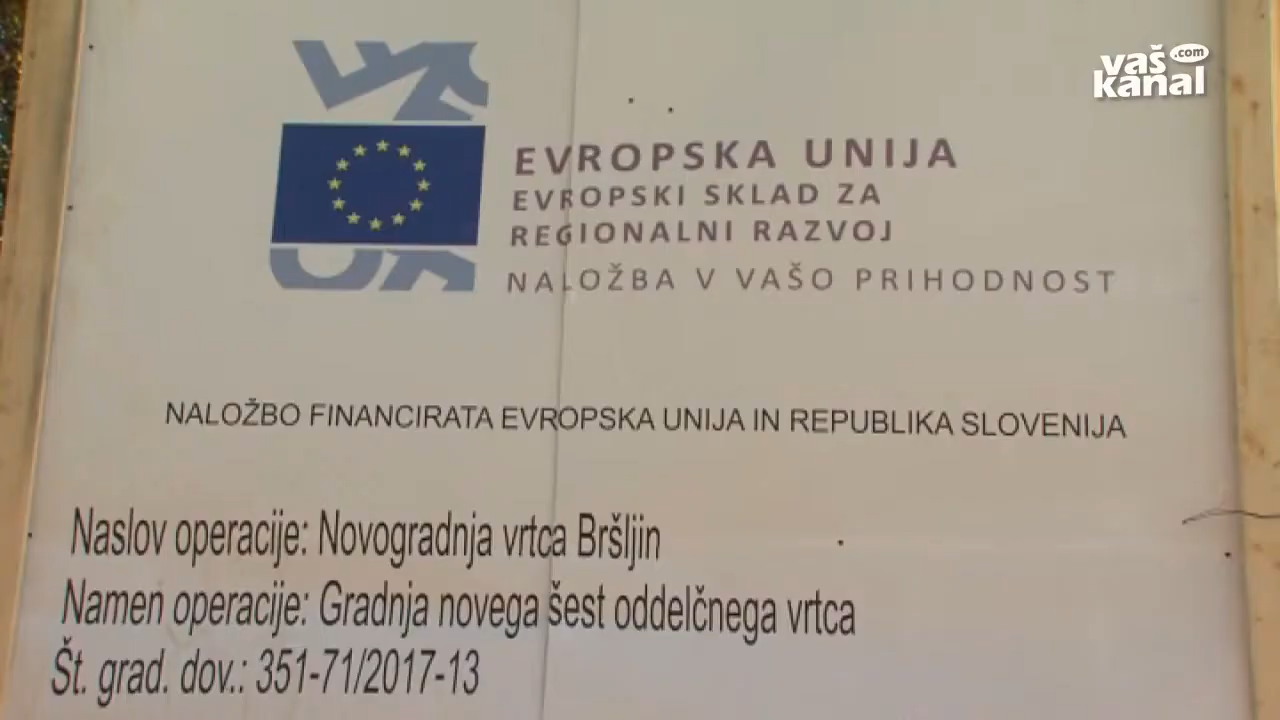 vaš.com
kanal
EVROPSKA UNIJA
EVROPSKI SKLAD ZA
REGIONALNI RAZVOJ
NALOŽBA V VAŠO PRIHODNOST
NALOŽBO FINANCIRATA EVROPSKA UNIJA IN REPUBLIKA SLOVENIJA
Naslov operacije: Novogradnja vrtca Bršljin
Namen operacije: Gradnja novega šest oddelčnega vrtca
Št. grad. dov.: 351-71/2017-13